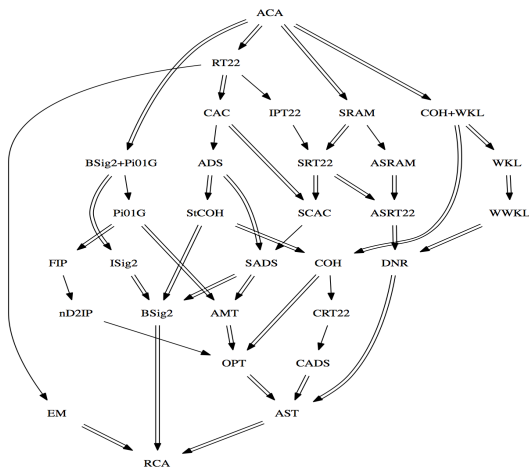 ACA
RT22
CAC IPT22 SRAM COH+WKL
BSig2+Pi01G ADS SRT22 ASRAM WKL
Pi01G StCOH SCAC ASRT22 WWKL
FIP ISig2 SADS COH DNR
nD2IP BSig2 AMT CRT22
OPT CADS
EM AST
RCA